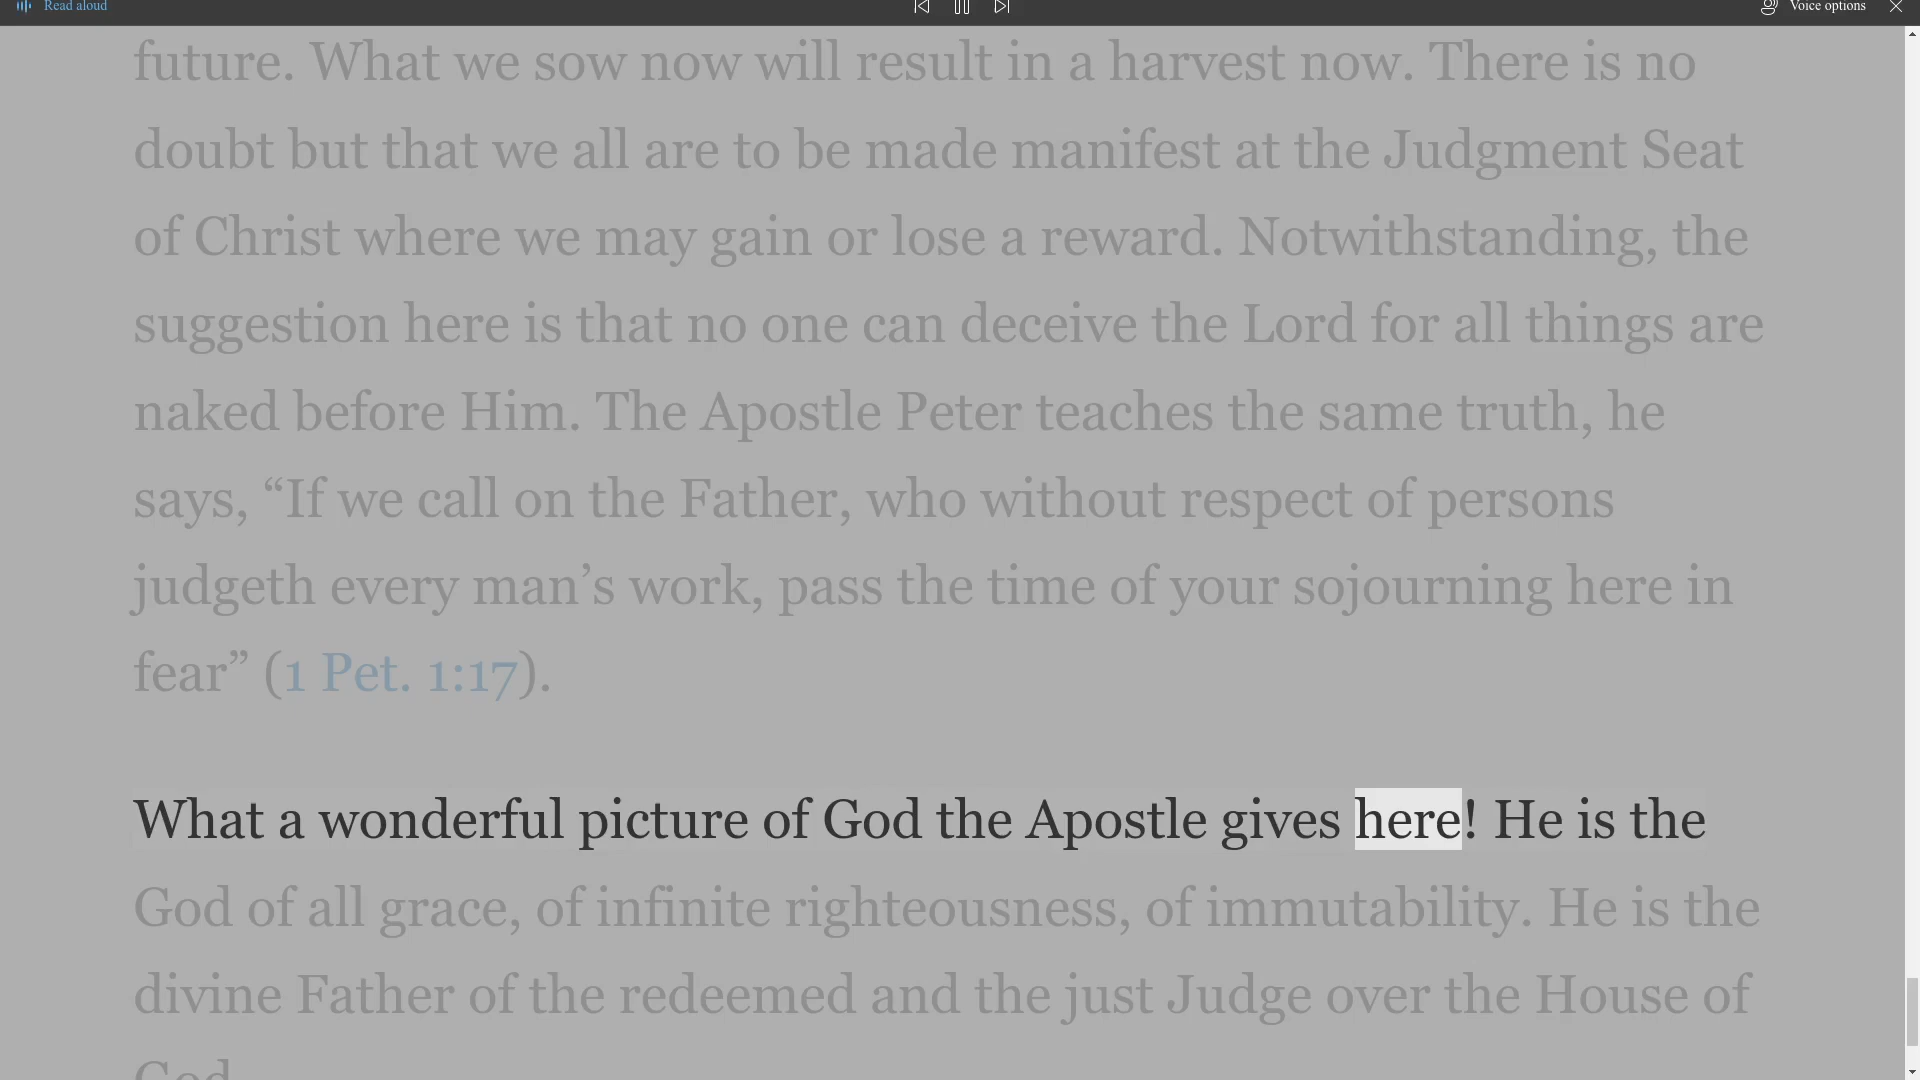 Read aloud
Voice options
future. What we sow now will result in a harvest now. There is no
doubt but that we all are to be made manifest at the Judgment Seat
of Christ where we may gain or lose a reward. Notwithstanding, the
suggestion here is that no one can deceive the Lord for all things are
naked before Him. The Apostle Peter teaches the same truth, he
says, “If we call on the Father, who without respect of persons
judgeth every man’s work, pass the time of your sojourning here in
fear” (1 Pet. 1:17).
What a wonderful picture of God the Apostle gives here! He is the
God of all grace, of infinite righteousness, of immutability. He is the
divine Father of the redeemed and the just Judge over the House of
God